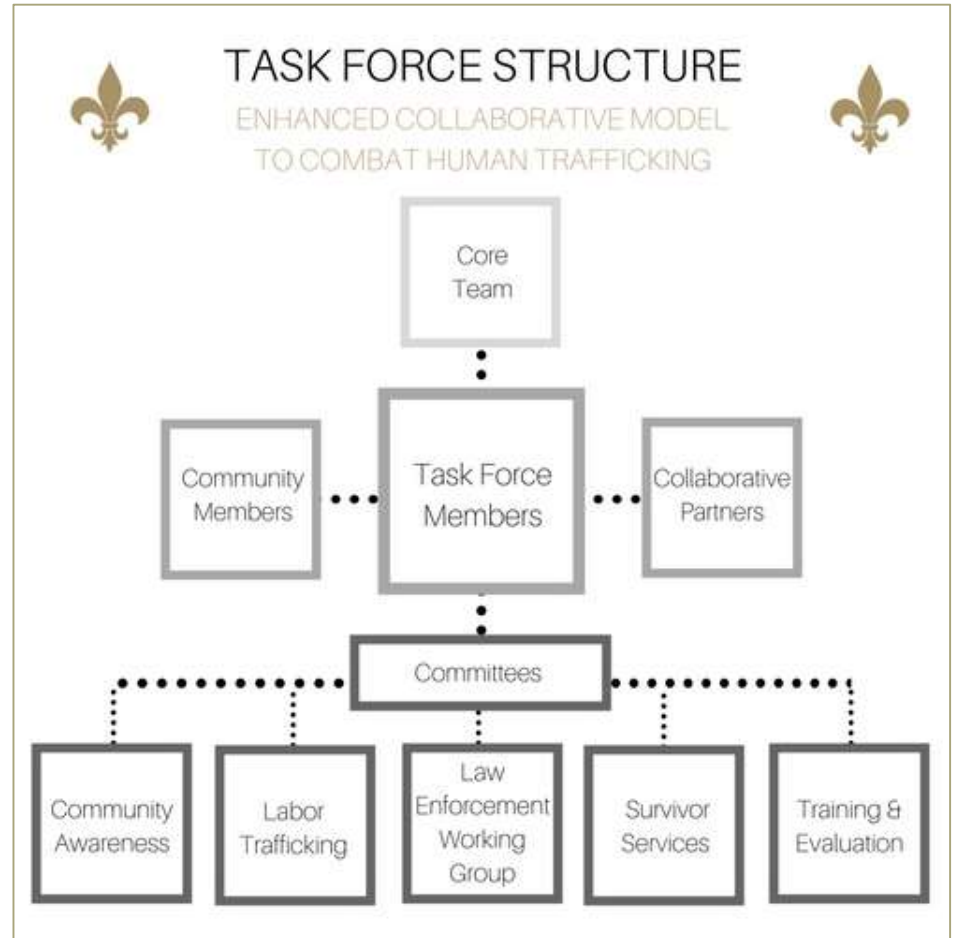 TASK FORCE STRUCTURE
ENHANCED COLLABORATIVE MODEL
TO COMBAT HUMAN TRAFFICKING
Core
Team
Community
Members
Task Force
Members
Collaborative
Partners
Committees
Community
Awareness
Labor
Trafficking
Law
Enforcement
Working
Group
Survivor
Services
Training &
Evaluation